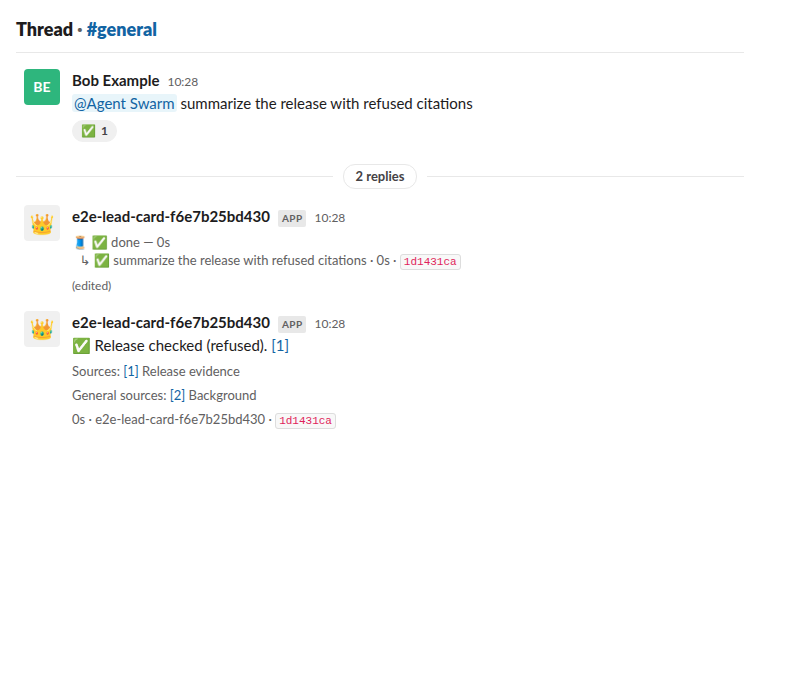 Thread • #general
BE
Bob Example 10:28
@Agent Swarm summarize the release with refused citations
✅ 1
2 replies
e2e-lead-card-f6e7b25bd430 APP 10:28
🧵 ✅ done — 0s
↳ ✅ summarize the release with refused citations · 0s · 1d1431ca
(edited)
e2e-lead-card-f6e7b25bd430 APP 10:28
✅ Release checked (refused). [1]
Sources: [1] Release evidence
General sources: [2] Background
0s · e2e-lead-card-f6e7b25bd430 · 1d1431ca